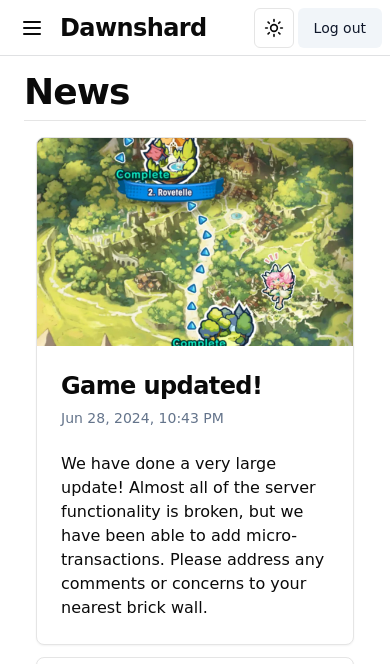 Dawnshard
Log out
News
Complete
2. Rovetelle
Complete
Game updated!
Jun 28, 2024, 10:43 PM
We have done a very large
update! Almost all of the server
functionality is broken, but we
have been able to add micro-
transactions. Please address any
comments or concerns to your
nearest brick wall.